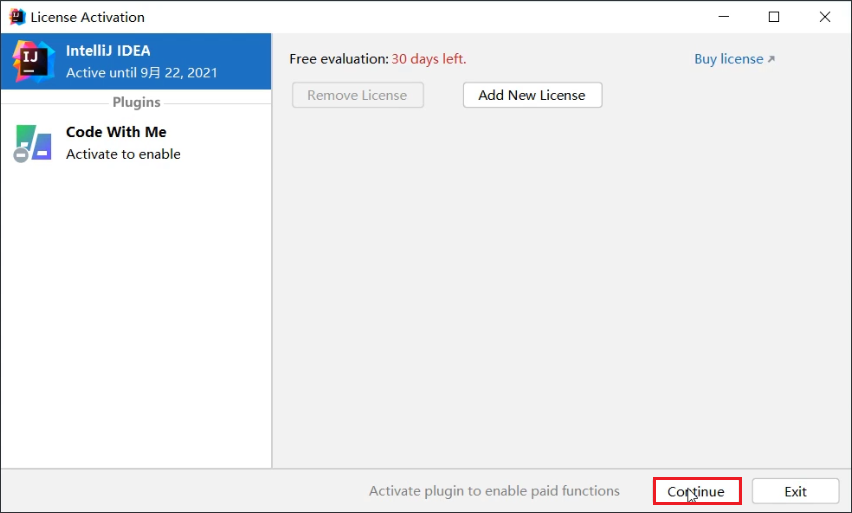 License Activation
IntelliJ IDEA
Active until 9月 22, 2021
Plugins
Code With Me
Activate to enable
Free evaluation: 30 days left.
Buy license
Remove License
Add New License
Activate plugin to enable paid functions
Continue
Exit
IJ